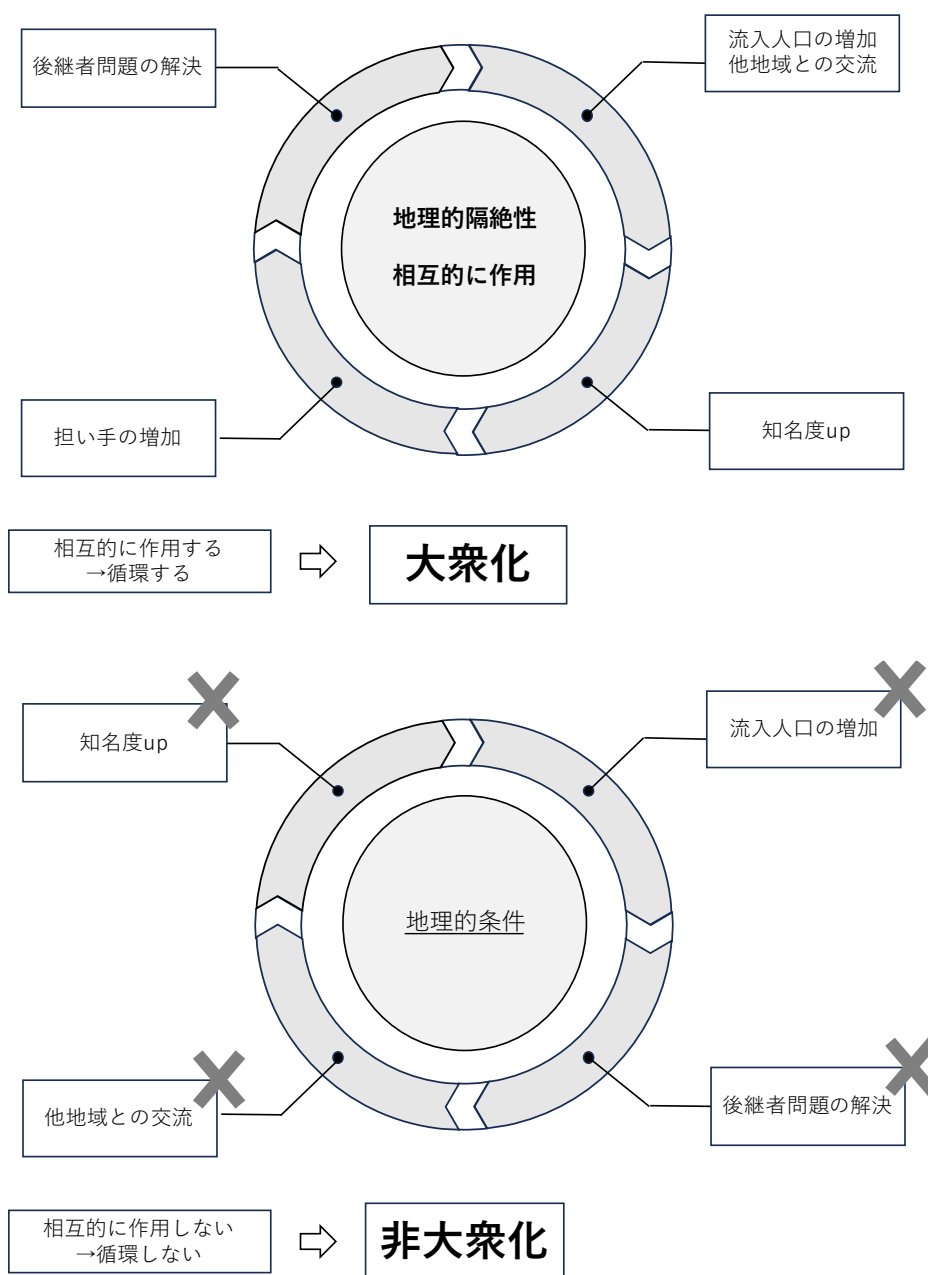 後継者問題の解決
流入人口の増加
他地域との交流
地理的隔絶性
相互的に作用
担い手の増加
知名度up
相互的に作用する
→循環する
大衆化
知名度up
流入人口の増加
地理的条件
他地域との交流
後継者問題の解決
相互的に作用しない
→循環しない
非大衆化